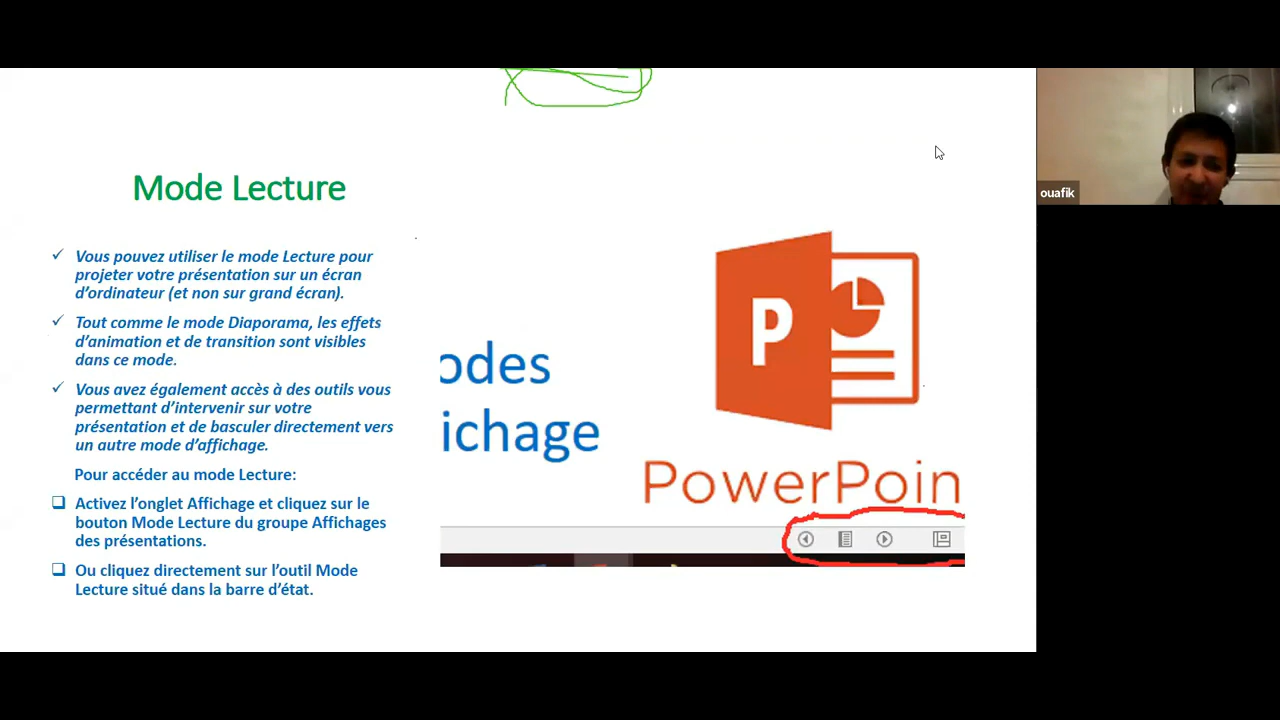 Mode Lecture
Vous pouvez utiliser le mode Lecture pour
projeter votre présentation sur un écran
d’ordinateur (et non sur grand écran).
Tout comme le mode Diaporama, les effets
d’animation et de transition sont visibles
dans ce mode.
Vous avez également accès à des outils vous
permettant d’intervenir sur votre
présentation et de basculer directement vers
un autre mode d’affichage.
Pour accéder au mode Lecture:
Activez l’onglet Affichage et cliquez sur le
bouton Mode Lecture du groupe Affichages
des présentations.
Ou cliquez directement sur l’outil Mode
Lecture situé dans la barre d’état.
odes
ichage
P
PowerPoin
ouafik